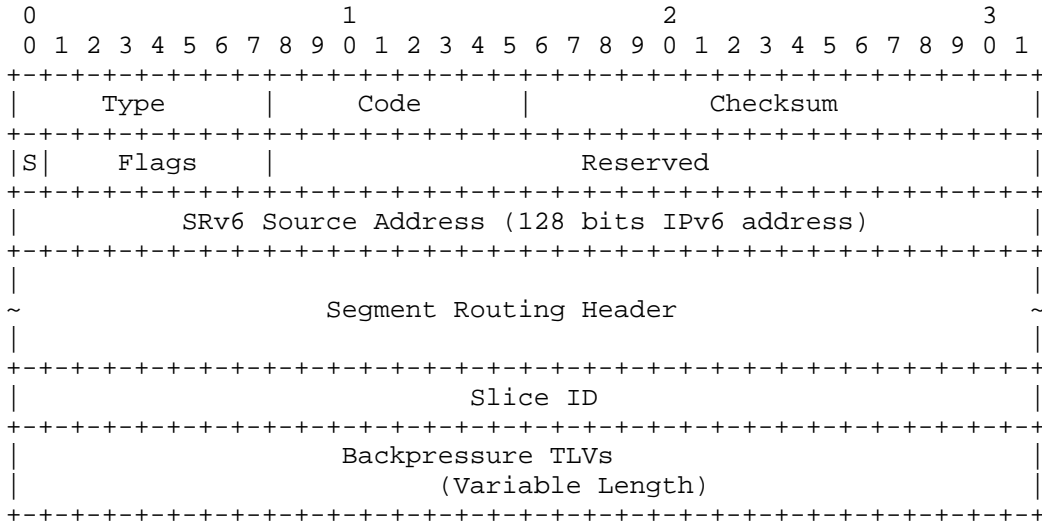 0                   1                   2                   3
 0 1 2 3 4 5 6 7 8 9 0 1 2 3 4 5 6 7 8 9 0 1 2 3 4 5 6 7 8 9 0 1
+-+-+-+-+-+-+-+-+-+-+-+-+-+-+-+-+-+-+-+-+-+-+-+-+-+-+-+-+-+-+-+-+
|     Type      |     Code      |           Checksum            |
+-+-+-+-+-+-+-+-+-+-+-+-+-+-+-+-+-+-+-+-+-+-+-+-+-+-+-+-+-+-+-+-+
|S|    Flags    |                   Reserved                    |
+-+-+-+-+-+-+-+-+-+-+-+-+-+-+-+-+-+-+-+-+-+-+-+-+-+-+-+-+-+-+-+-+
|          SRv6 Source Address (128 bits IPv6 address)          |
+-+-+-+-+-+-+-+-+-+-+-+-+-+-+-+-+-+-+-+-+-+-+-+-+-+-+-+-+-+-+-+-+
|                                                               |
~                   Segment Routing Header                      ~
|                                                               |
+-+-+-+-+-+-+-+-+-+-+-+-+-+-+-+-+-+-+-+-+-+-+-+-+-+-+-+-+-+-+-+-+
|                            Slice ID                           |
+-+-+-+-+-+-+-+-+-+-+-+-+-+-+-+-+-+-+-+-+-+-+-+-+-+-+-+-+-+-+-+-+
|                    Backpressure TLVs                          |
|                          (Variable Length)                    |
+-+-+-+-+-+-+-+-+-+-+-+-+-+-+-+-+-+-+-+-+-+-+-+-+-+-+-+-+-+-+-+-+